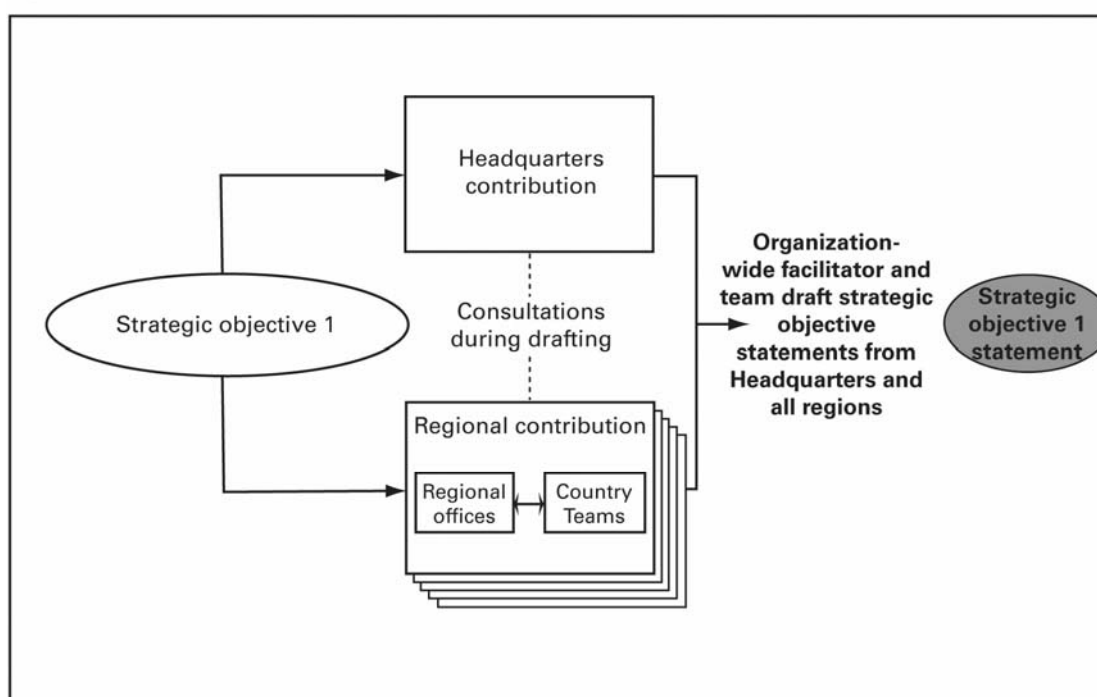 Headquarters
contribution
Strategic objective 1
Consultations
during drafting
Regional contribution
Regional
offices
Country
Teams
Organization-
wide facilitator and
team draft strategic
objective
statements from
Headquarters and
all regions
Strategic
objective 1
statement